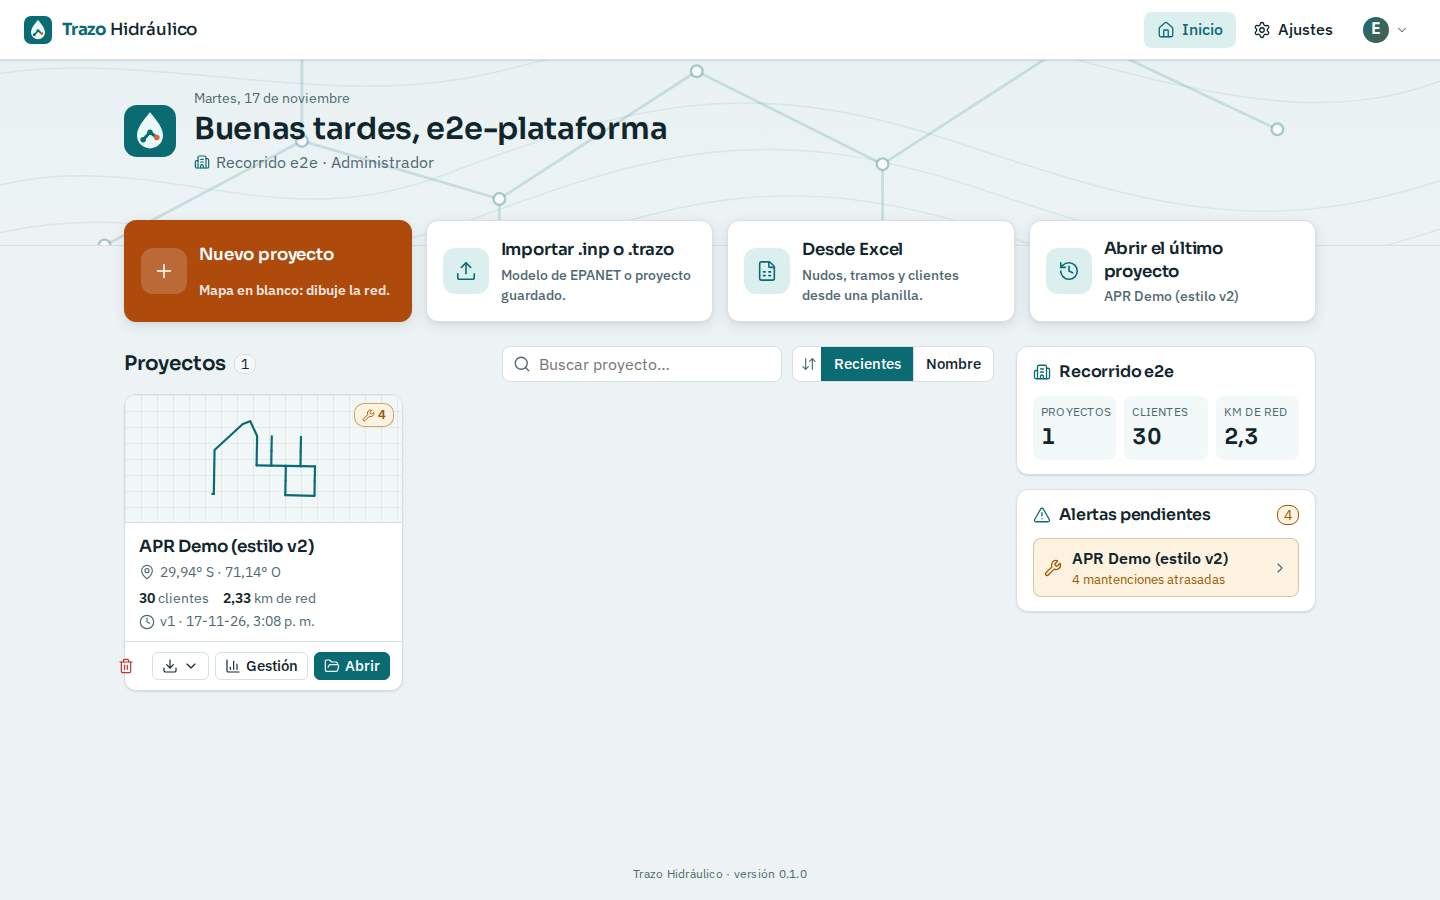 Trazo Hidráulico
Inicio
Ajustes
E
Martes, 17 de noviembre
Buenas tardes, e2e-plataforma
Recorrido e2e · Administrador
Nuevo proyecto
Mapa en blanco: dibuje la red.
Importar .inp o .trazo
Modelo de EPANET o proyecto
guardado.
Desde Excel
Nudos, tramos y clientes
desde una planilla.
Abrir el último
proyecto
APR Demo (estilo v2)
Proyectos 1
Buscar proyecto...
Recientes
Nombre
4
APR Demo (estilo v2)
29,94° S · 71,14° O
30 clientes 2,33 km de red
v1 · 17-11-26, 3:08 p. m.
Gestión
Abrir
Recorrido e2e
PROYECTOS
1
CLIENTES
30
KM DE RED
2,3
Alertas pendientes
4
APR Demo (estilo v2)
4 mantenciones atrasadas
Trazo Hidráulico · versión 0.1.0